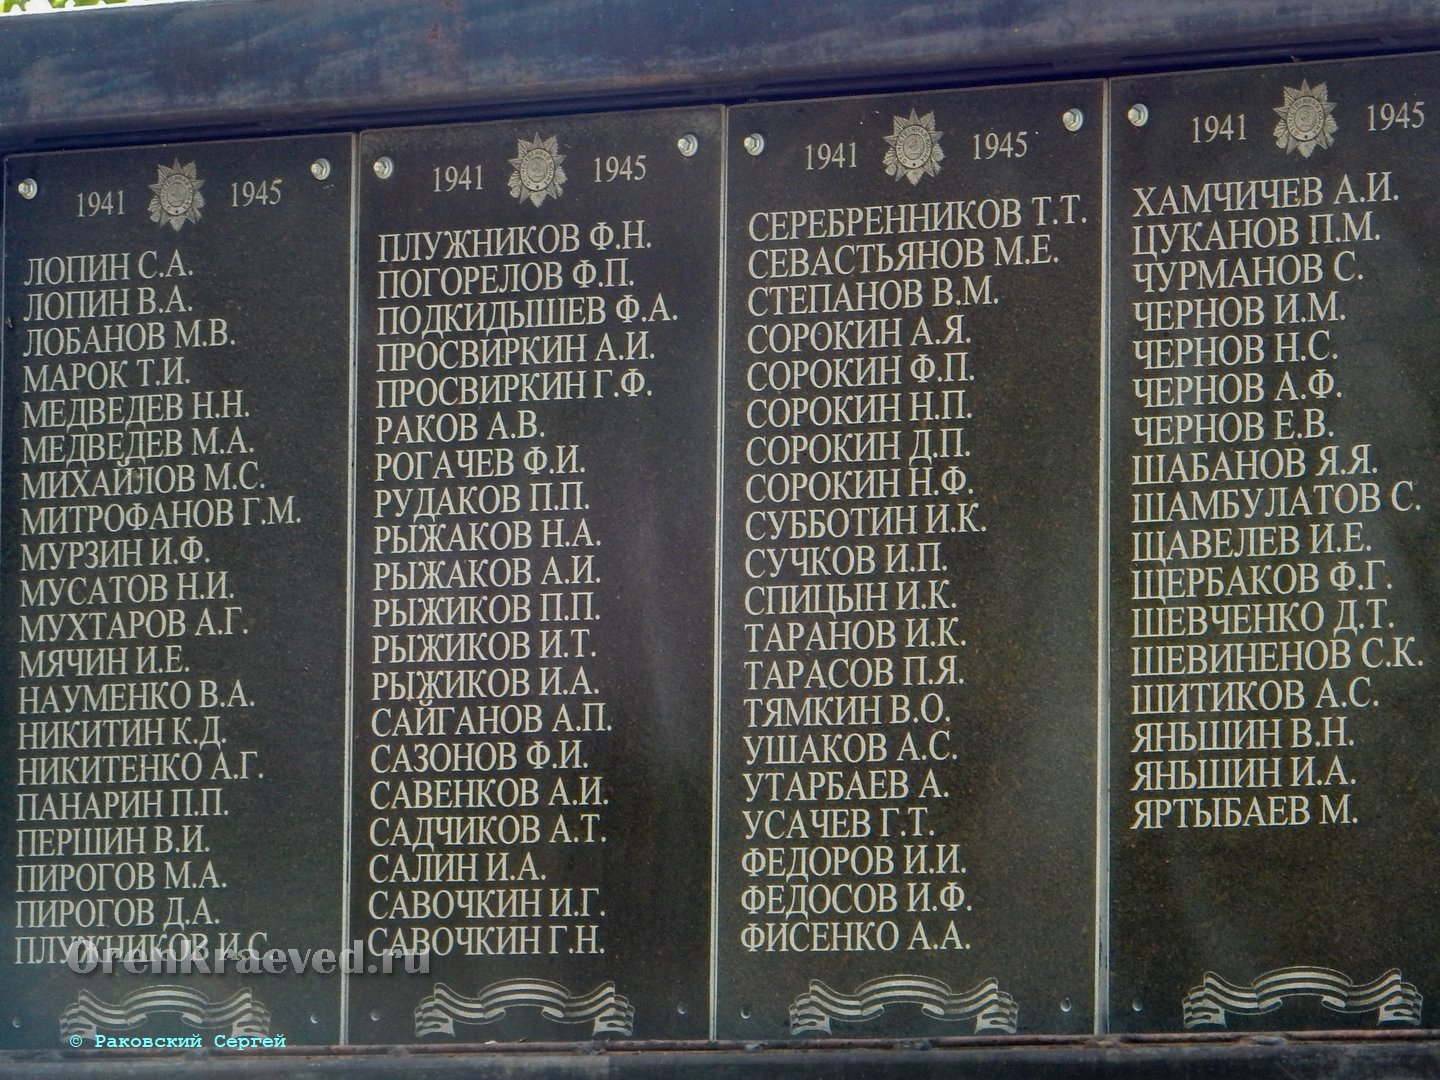 1941 1945
ЛОПИН С.А.
ЛОПИН В.А.
ЛОБАНОВ М.В.
МАРОК Т.И.
МЕДВЕДЕВ Н.Н.
МЕДВЕДЕВ М.А.
МИХАЙЛОВ М.С.
МИТРОФАНОВ Г.М.
МУРЗИН И.Ф.
МУСАТОВ Н.И.
МУХТАРОВ А.Г.
МЯЧИН И.Е.
НАУМЕНКО В.А.
НИКИТИН К.Д.
НИКИТЕНКО А.Г.
ПАНАРИН П.П.
ПЕРШИН В.И.
ПИРОГОВ М.А.
ПИРОГОВ Д.А.
ПЛУЖНИКОВ И.С.
1941 1945
ПЛУЖНИКОВ Ф.Н.
ПОГОРЕЛОВ Ф.П.
ПОДКИДЫШЕВ Ф.А.
ПРОСВИРКИН А.И.
ПРОСВИРКИН Г.Ф.
РАКОВ А.В.
РОГАЧЕВ Ф.И.
РУДАКОВ П.П.
РЫЖАКОВ Н.А.
РЫЖАКОВ А.И.
РЫЖИКОВ П.П.
РЫЖИКОВ И.Т.
РЫЖИКОВ И.А.
САЙГАНОВ А.П.
САЗОНОВ Ф.И.
САВЕНКОВ А.И.
САДЧИКОВ А.Т.
САЛИН И.А.
САВОЧКИН И.Г.
САВОЧКИН Г.Н.
1941 1945
СЕРЕБРЕННИКОВ Т.Т.
СЕВАСТЬЯНОВ М.Е.
СТЕПАНОВ В.М.
СОРОКИН А.Я.
СОРОКИН Ф.П.
СОРОКИН Н.П.
СОРОКИН Д.П.
СОРОКИН Н.Ф.
СУББОТИН И.К.
СУЧКОВ И.П.
СПИЦЫН И.К.
ТАРАНОВ И.К.
ТАРАСОВ П.Я.
ТЯМКИН В.О.
УШАКОВ А.С.
УТАРБАЕВ А.
УСАЧЕВ Г.Т.
ФЕДОРОВ И.И.
ФЕДОСОВ И.Ф.
ФИСЕНКО А.А.
1941 1945
ХАМЧИЧЕВ А.И.
ЦУКАНОВ П.М.
ЧУРМАНОВ С.
ЧЕРНОВ И.М.
ЧЕРНОВ Н.С.
ЧЕРНОВ А.Ф.
ЧЕРНОВ Е.В.
ШАБАНОВ Я.Я.
ШАМБУЛАТОВ С.
ЩАВЕЛЕВ И.Е.
ЩЕРБАКОВ Ф.Г.
ШЕВЧЕНКО Д.Т.
ШЕВИНЕНОВ С.К.
ШИТИКОВ А.С.
ЯНЬШИН В.Н.
ЯНЬШИН И.А.
ЯРТЫБАЕВ М.
Orenkraeved.ru
© Раковский Сергей